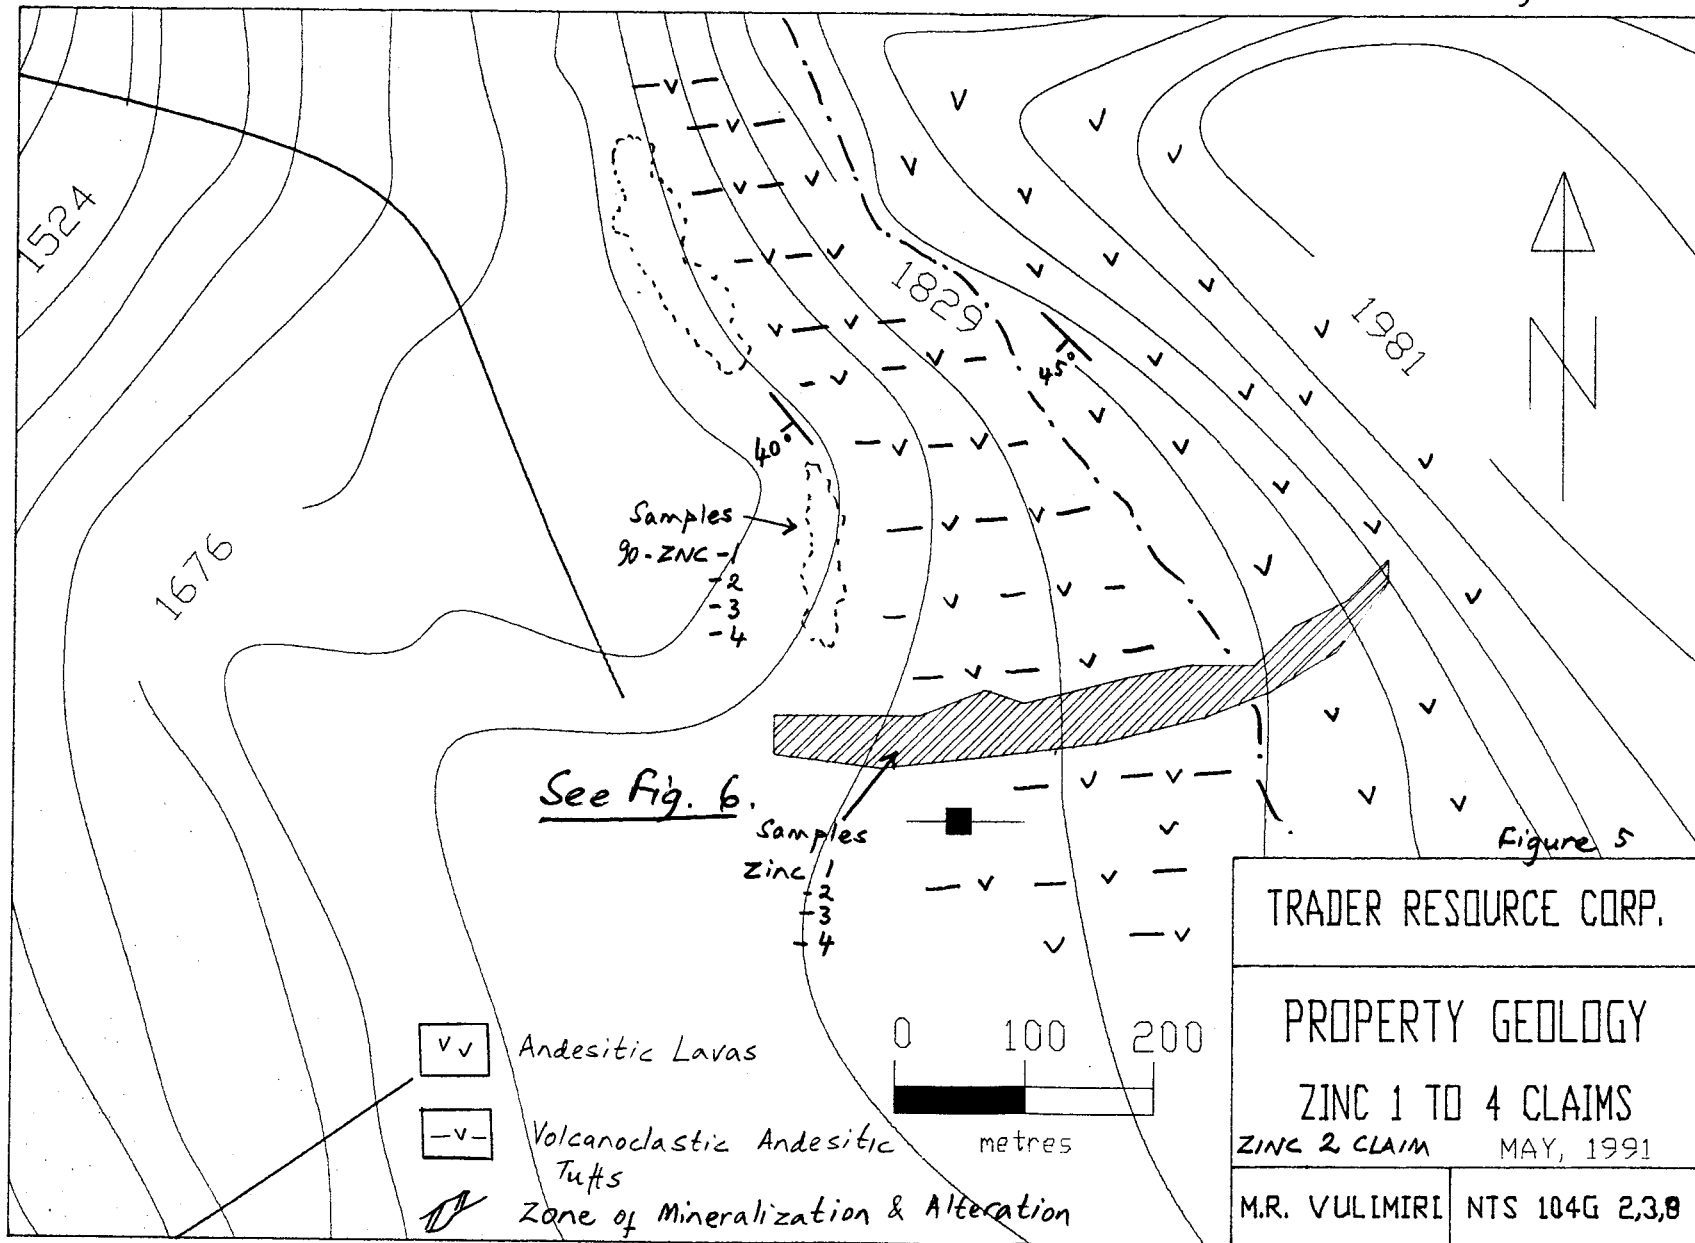 1524
1829
1981
45°
40°
Samples
90-ZNC-1
-2
-3
-4
1676
N
See Fig. 6.
Samples
Zinc 1
-2
-3
-4
Figure 5
TRADER RESOURCE CORP.
PROPERTY GEOLOGY
ZINC 1 TO 4 CLAIMS
ZINC 2 CLAIM MAY, 1991
M.R. VULIMIRI NTS 104G 2,3,8
0 100 200
metres
v v Andesitic Lavas
-v- Volcanoclastic Andesitic
Tuffs
Zone of Mineralization & Alteration